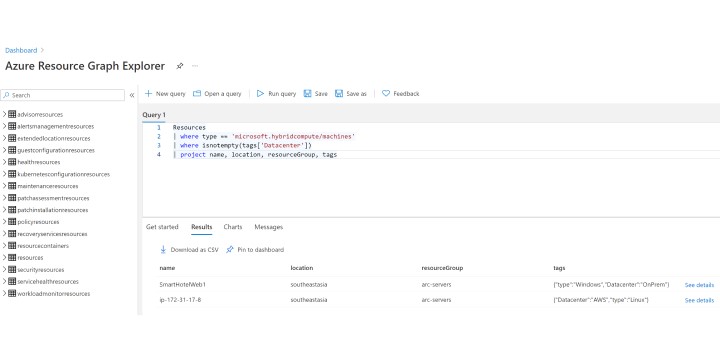 Dashboard >
Azure Resource Graph Explorer ...
Search «
+ New query Open a query Run query Save Save as Feedback
advisorresources
alertsmanagementresources
extendedlocationresources
guestconfigurationresources
healthresources
kubernetesconfigurationresources
maintenanceresources
patchassessmentresources
patchinstallationresources
policyresources
recoveryservicesresources
resourcecontainers
resources
securityresources
servicehealthresources
workloadmonitorresources
Query 1
1 Resources
2 | where type == 'microsoft.hybridcompute/machines'
3 | where isnotempty(tags['Datacenter'])
4 | project name, location, resourceGroup, tags
Get started Results Charts Messages
Download as CSV Pin to dashboard
name location resourceGroup tags
SmartHotelWeb1 southeastasia arc-servers {"type":"Windows","Datacenter":"OnPrem"} See details
ip-172-31-17-8 southeastasia arc-servers {"Datacenter":"AWS","type":"Linux"} See details